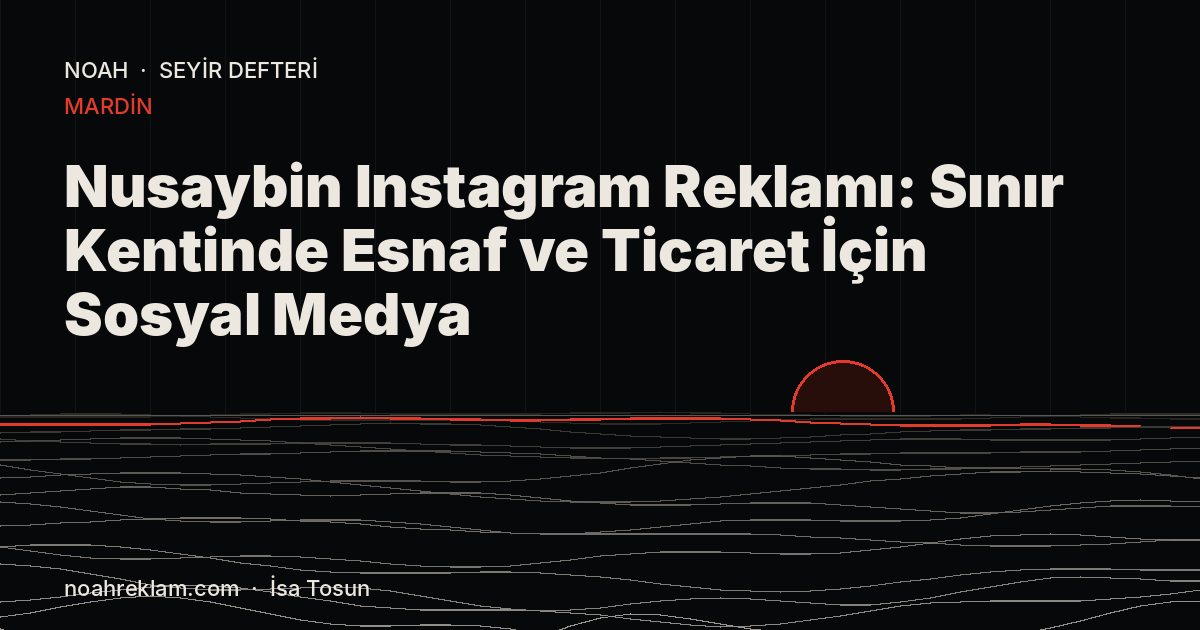 NOAH · SEYİR DEFTERİ
MARDİN
Nusaybin Instagram Reklamı: Sınır
Kentinde Esnaf ve Ticaret İçin
Sosyal Medya
noahreklam.com · İsa Tosun